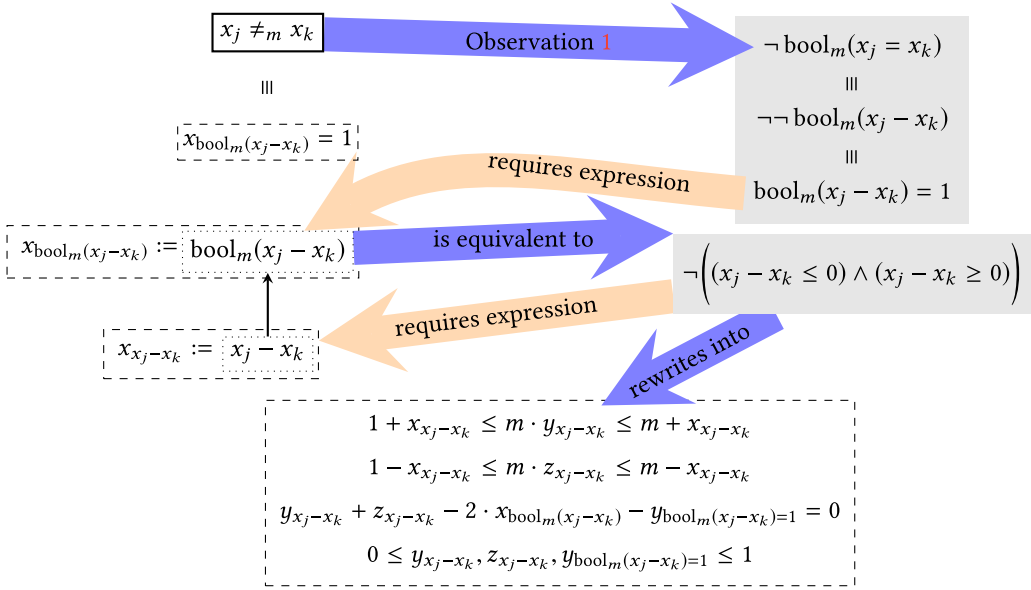 x_j ≠_m x_k
Observation 1
¬ bool_m(x_j = x_k)
≡
≡
¬¬ bool_m(x_j − x_k)
x_{bool_m(x_j−x_k)} = 1
≡
requires expression
bool_m(x_j − x_k) = 1
x_{bool_m(x_j−x_k)} := bool_m(x_j − x_k)
is equivalent to
¬((x_j − x_k ≤ 0) ∧ (x_j − x_k ≥ 0))
requires expression
x_{x_j−x_k} := x_j − x_k
rewrites into
1 + x_{x_j−x_k} ≤ m · y_{x_j−x_k} ≤ m + x_{x_j−x_k}
1 − x_{x_j−x_k} ≤ m · z_{x_j−x_k} ≤ m − x_{x_j−x_k}
y_{x_j−x_k} + z_{x_j−x_k} − 2 · x_{bool_m(x_j−x_k)} − y_{bool_m(x_j−x_k)=1} = 0
0 ≤ y_{x_j−x_k}, z_{x_j−x_k}, y_{bool_m(x_j−x_k)=1} ≤ 1